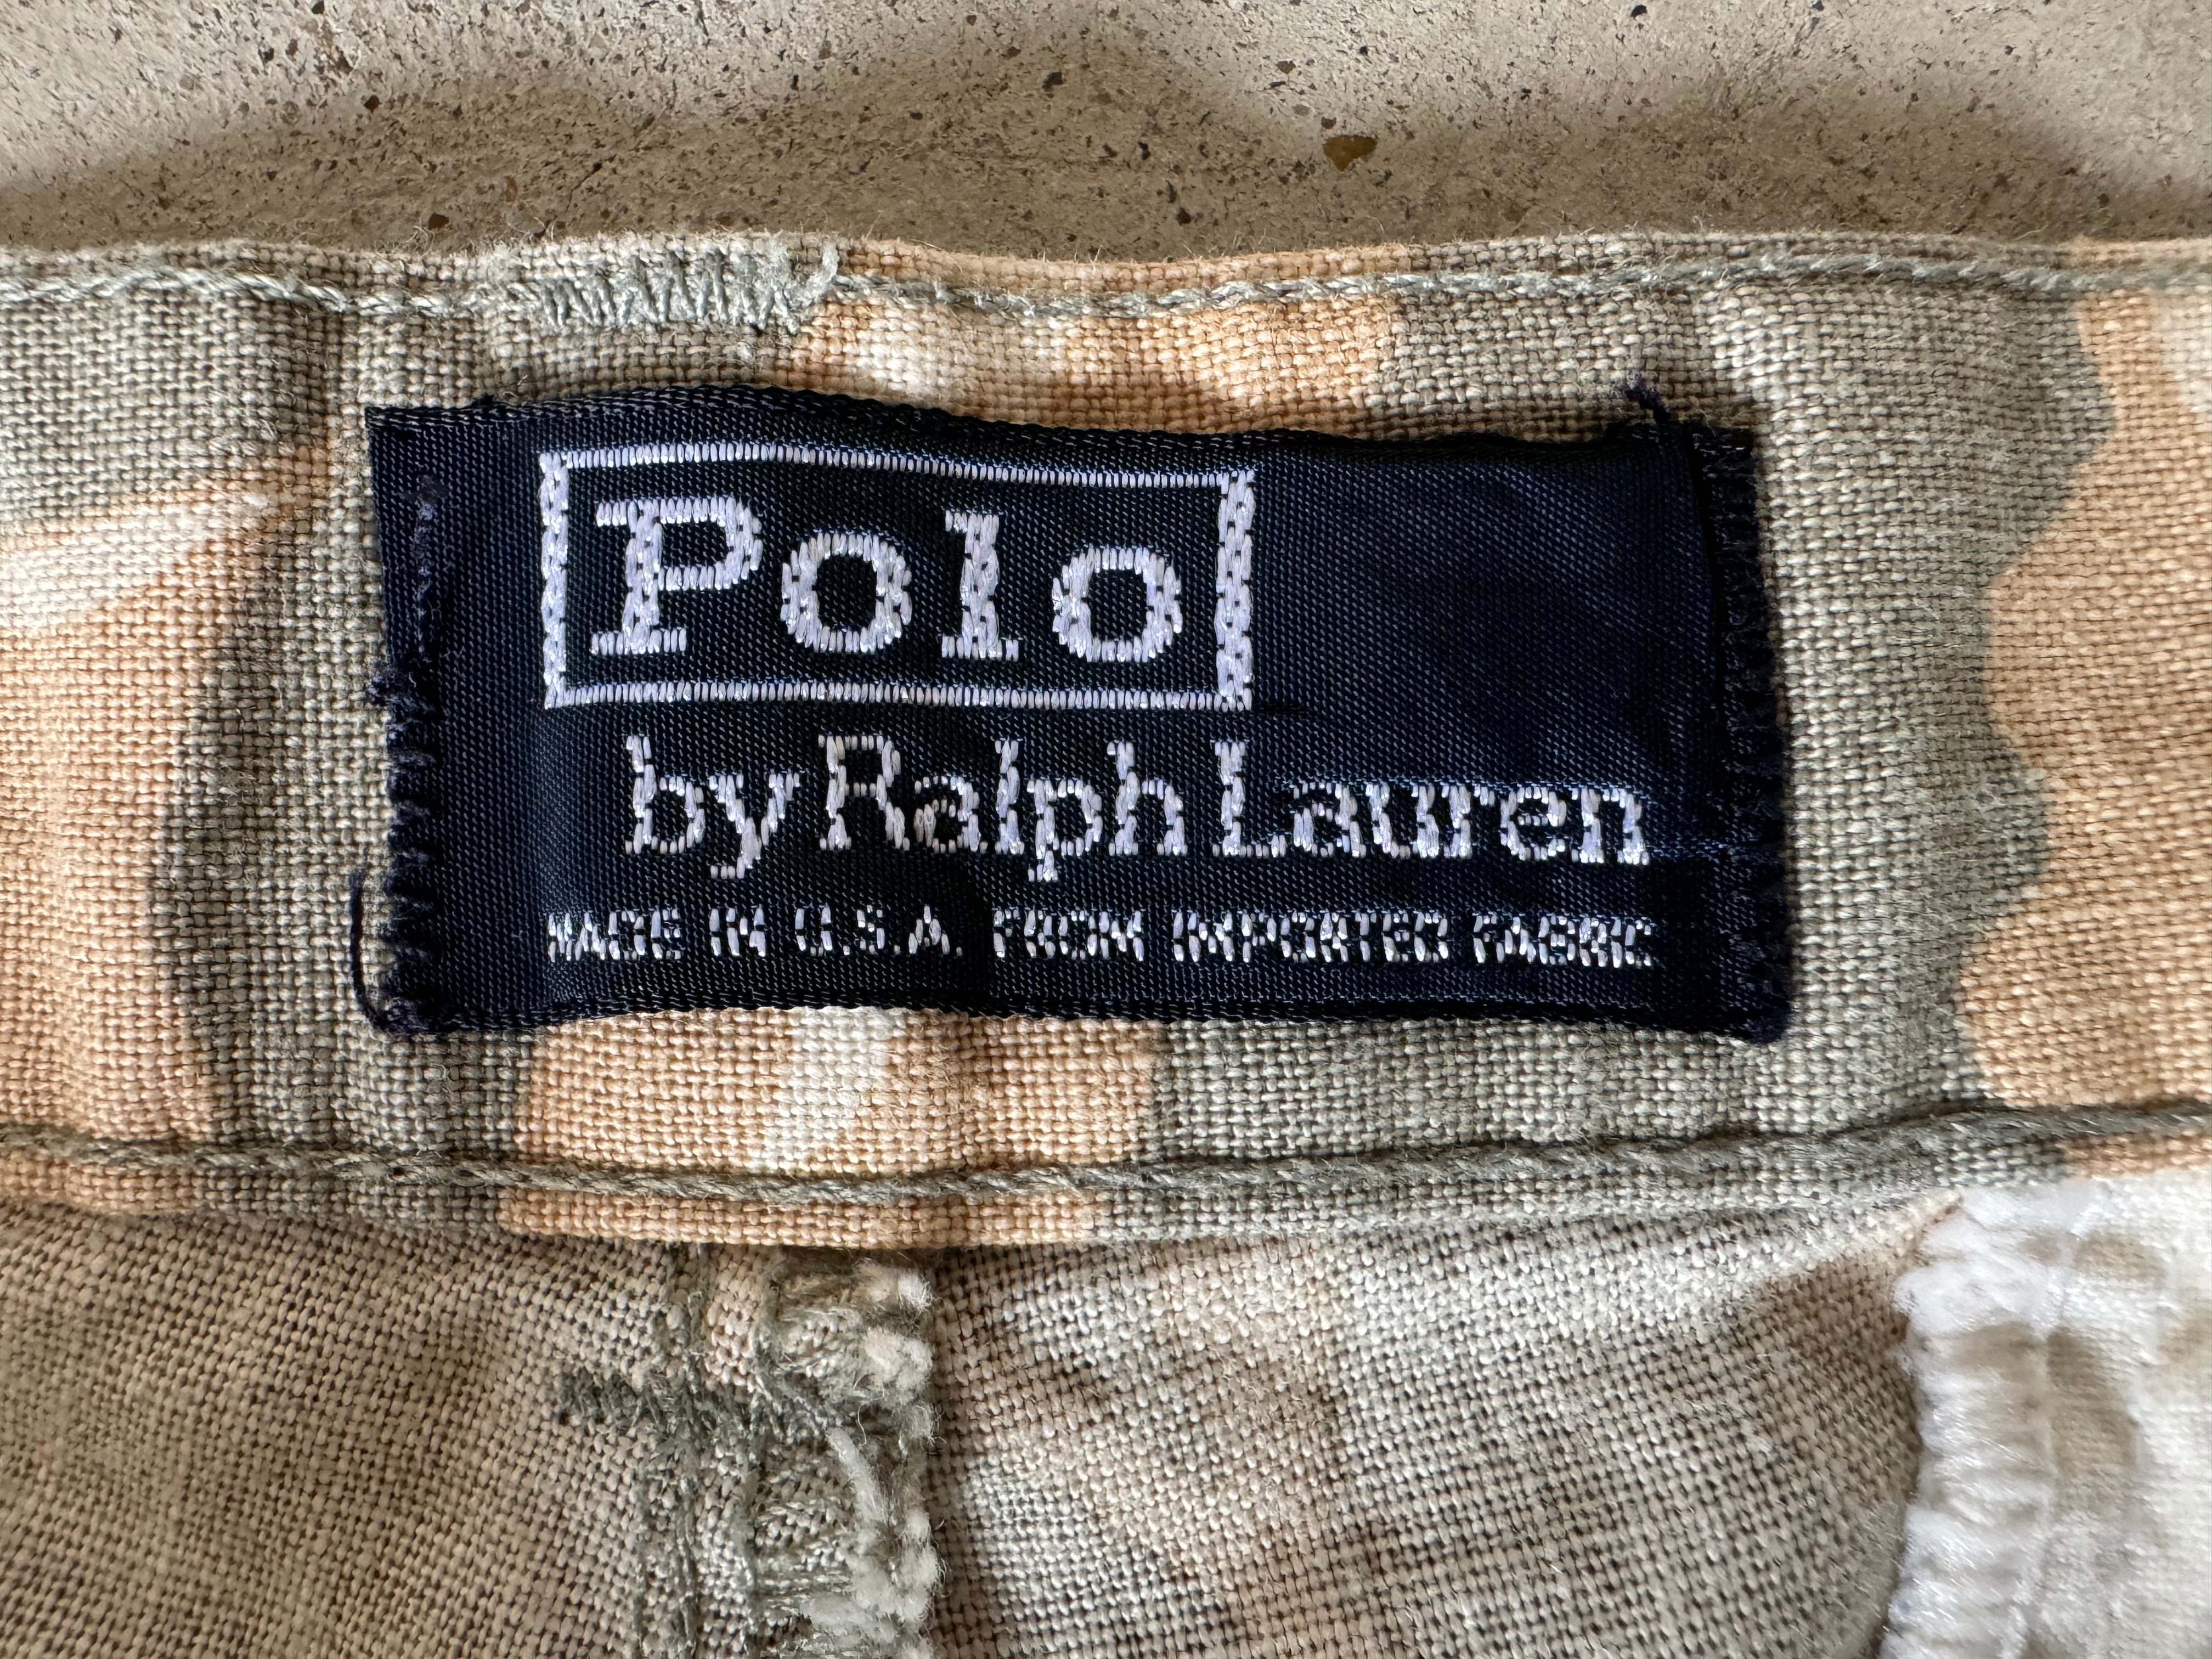 Polo
by Ralph Lauren
MADE IN U.S.A. FROM IMPORTED FABRIC